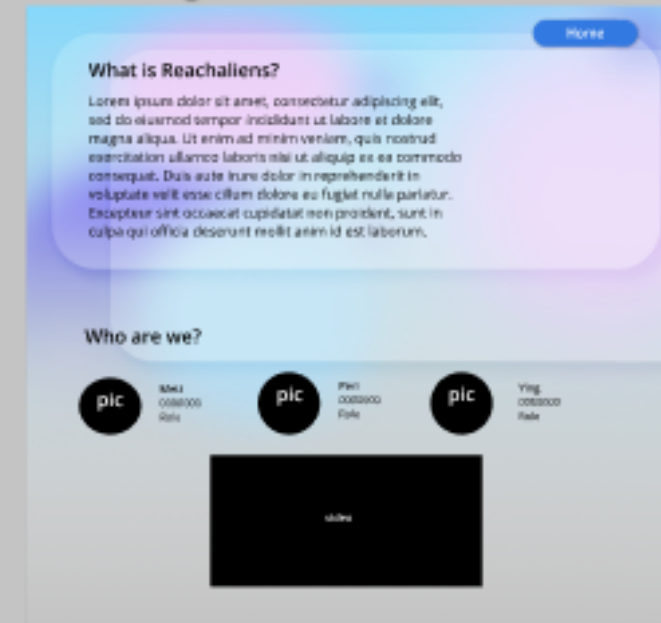 Home
What is Reachaliens?
Lorem ipsum dolor sit amet, consectetur adipiscing elit,
sed do eiusmod tempor incididunt ut labore et dolore
magna aliqua. Ut enim ad minim veniam, quis nostrud
exercitation ullamco laboris nisi ut aliquip ex ea commodo
consequat. Duis aute irure dolor in reprehenderit in
voluptate velit esse cillum dolore eu fugiat nulla pariatur.
Excepteur sint occaecat cupidatat non proident, sunt in
culpa qui officia deserunt mollit anim id est laborum.
Who are we?
pic
Role
pic
Role
pic
Ying
Role
video